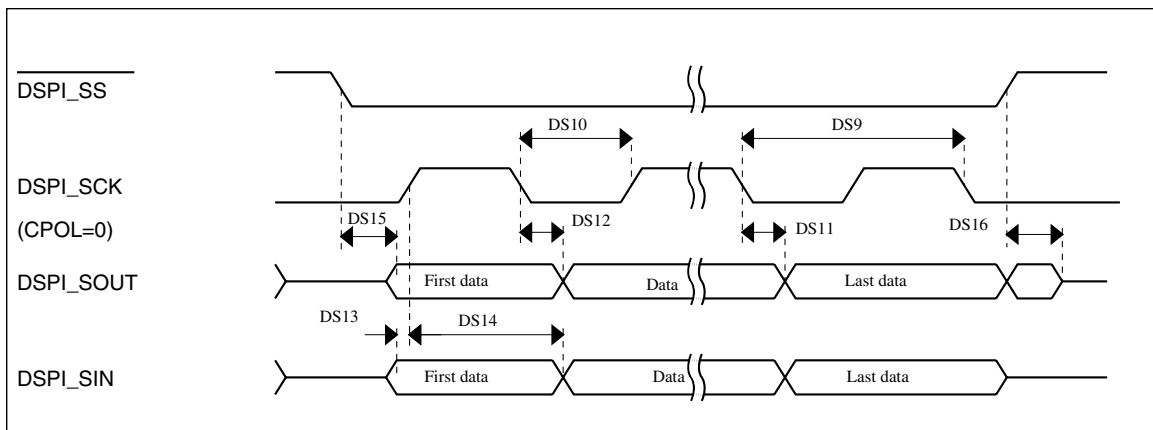 DSPI_SS
DS10
DS9
DSPI_SCK
(CPOL=0)
DS15
DS12
DS11
DS16
DSPI_SOUT
First data
Data
Last data
DS13
DS14
DSPI_SIN
First data
Data
Last data